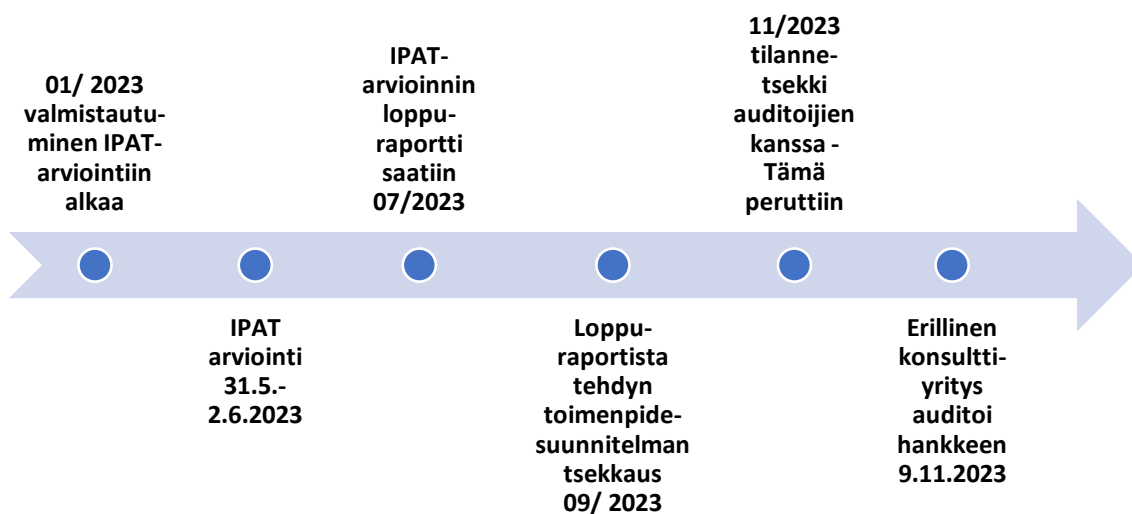 01/ 2023
valmistautu-
minen IPAT-
arviointiin
alkaa
IPAT
arviointi
31.5.-
2.6.2023
IPAT-
arvioinnin
loppu-
raportti
saatiin
07/2023
Loppu-
raportista
tehdyn
toimenpide-
suunnitelman
tsekkaus
09/ 2023
11/2023
tilanne-
tsekki
auditoijien
kanssa -
Tämä
peruttiin
Erillinen
konsultti-
yritys
auditoi
hankkeen
9.11.2023